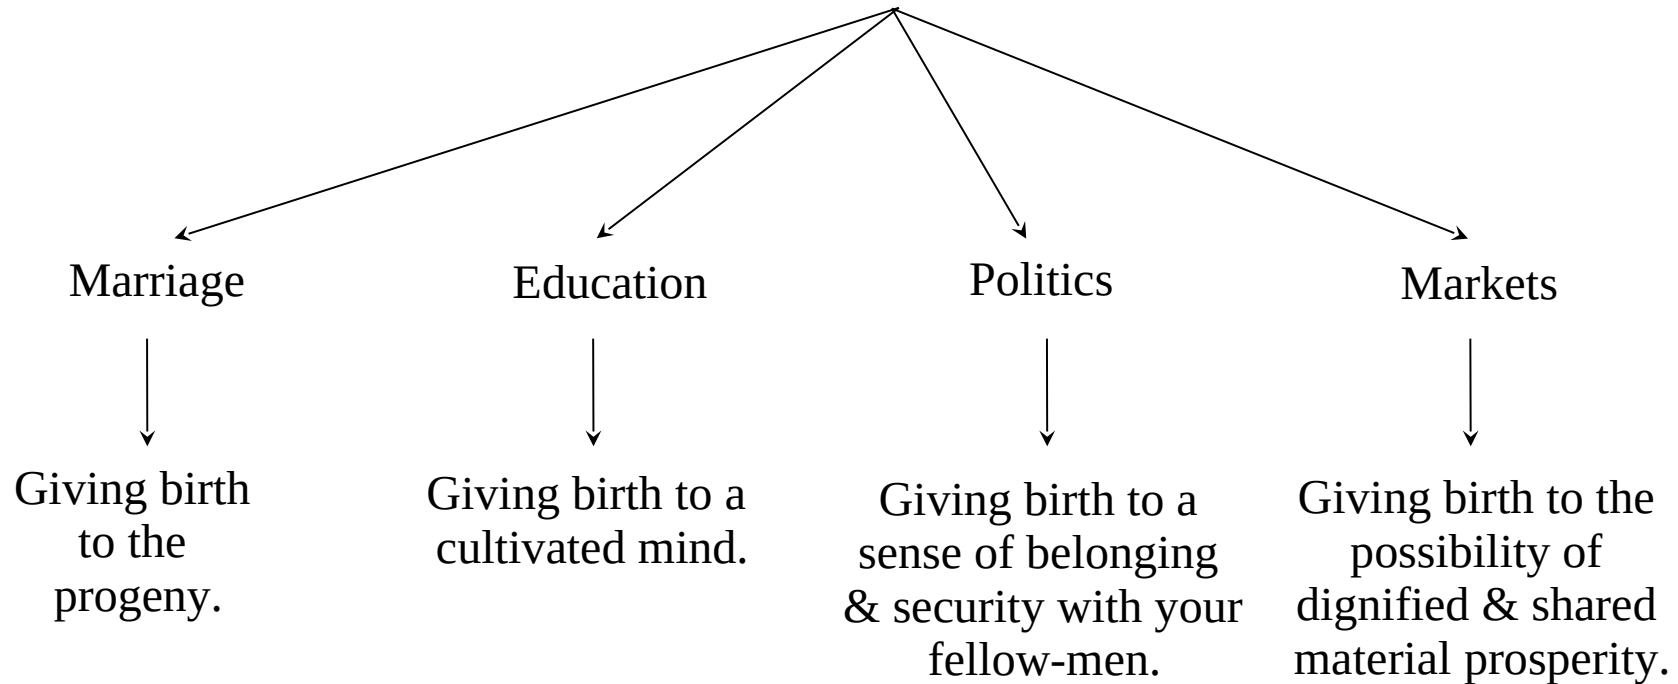 Marriage
Education
Politics
Markets
Giving birth
to the
progeny.
Giving birth to a
cultivated mind.
Giving birth to a
sense of belonging
& security with your
fellow-men.
Giving birth to the
possibility of
dignified & shared
material prosperity.